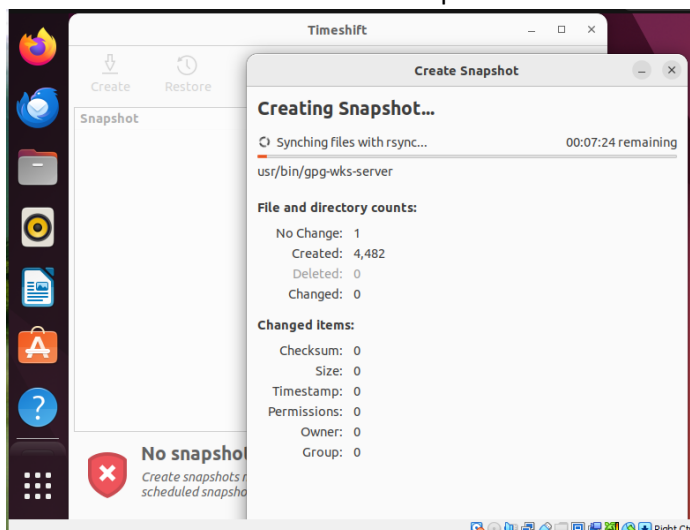 Timeshift
Create
Restore
Snapshot
No snapshot
Create snapshots
scheduled snapsho
Create Snapshot
Creating Snapshot...
Synching files with rsync...
00:07:24 remaining
usr/bin/gpg-wks-server
File and directory counts:
No Change: 1
Created: 4,482
Deleted: 0
Changed: 0
Changed items:
Checksum: 0
Size: 0
Timestamp: 0
Permissions: 0
Owner: 0
Group: 0
Right Ct